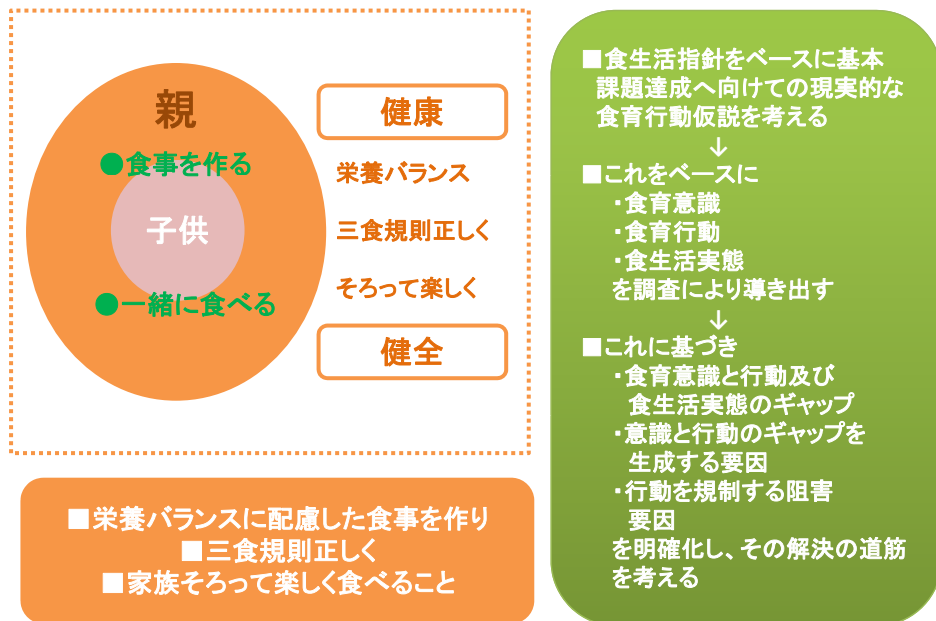 親
●食事を作る
子供
●一緒に食べる
健康
栄養バランス
三食規則正しく
そろって楽しく
健全
■栄養バランスに配慮した食事を作り
■三食規則正しく
■家族そろって楽しく食べること
■食生活指針をベースに基本
課題達成へ向けての現実的な
食育行動仮説を考える
↓
■これをベースに
・食育意識
・食育行動
・食生活実態
を調査により導き出す
↓
■これに基づき
・食育意識と行動及び
食生活実態のギャップ
・意識と行動のギャップを
生成する要因
・行動を規制する阻害
要因
を明確化し、その解決の道筋
を考える